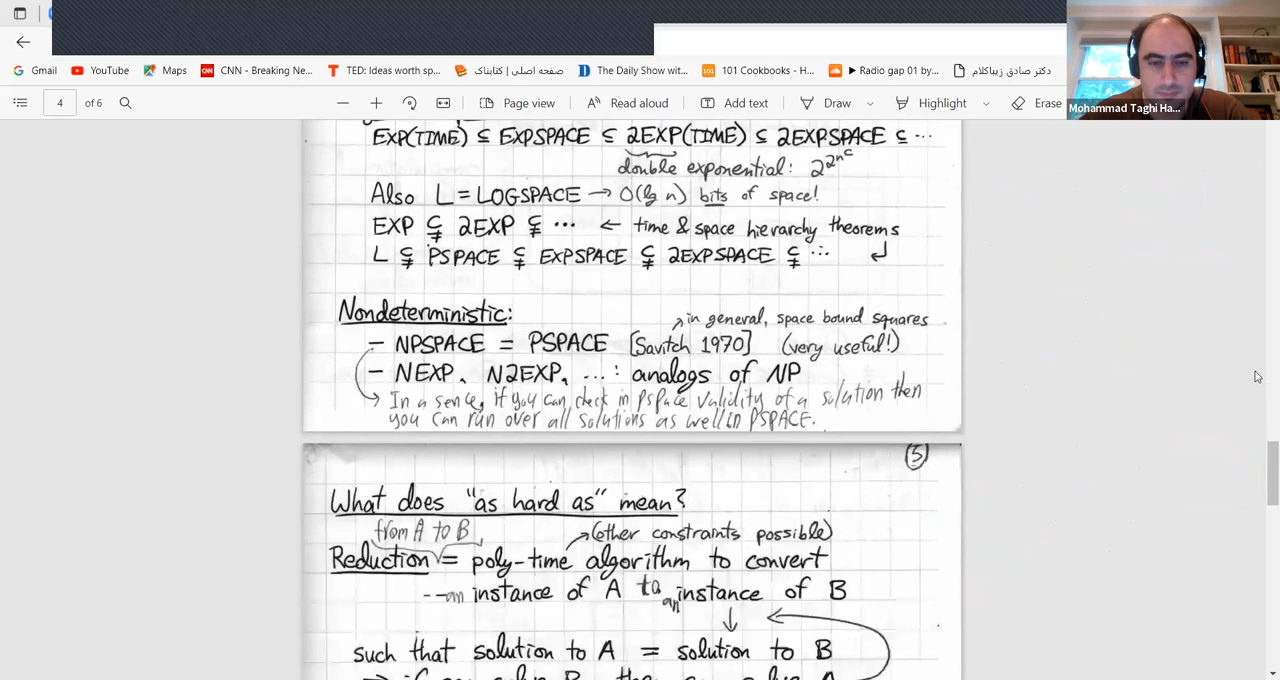 Gmail YouTube Maps CNN - Breaking Ne... TED: Ideas worth sp... صفحه اصلی | کتابناک The Daily Show wit... 101 Cookbooks - H... Radio gap 01 by... دکتر صادق زیباکلام
4 of 6 Page view Read aloud Add text Draw Highlight Erase
Mohammad Taghi Ha...
EXP(TIME) ⊆ EXPSPACE ⊆ 2EXP(TIME) ⊆ 2EXPSPACE ⊆ ...
double exponential: 2^2^n^c
Also L = LOGSPACE → O(lg n) bits of space!
EXP ⊊ 2EXP ⊊ ... ← time & space hierarchy theorems
L ⊊ PSPACE ⊊ EXPSPACE ⊊ 2EXPSPACE ⊊ ... ↲
Nondeterministic:
→ in general, space bound squares
- NPSPACE = PSPACE [Savitch 1970] (very useful!)
- NEXP, N2EXP, ...: analogs of NP
→ In a sence, if you can check in PSPACE validity of a solution then
you can run over all solutions as well in PSPACE.
5
What does "as hard as" mean?
from A to B → (other constraints possible)
Reduction = poly-time algorithm to convert
--an instance of A to an instance of B
such that solution to A = solution to B